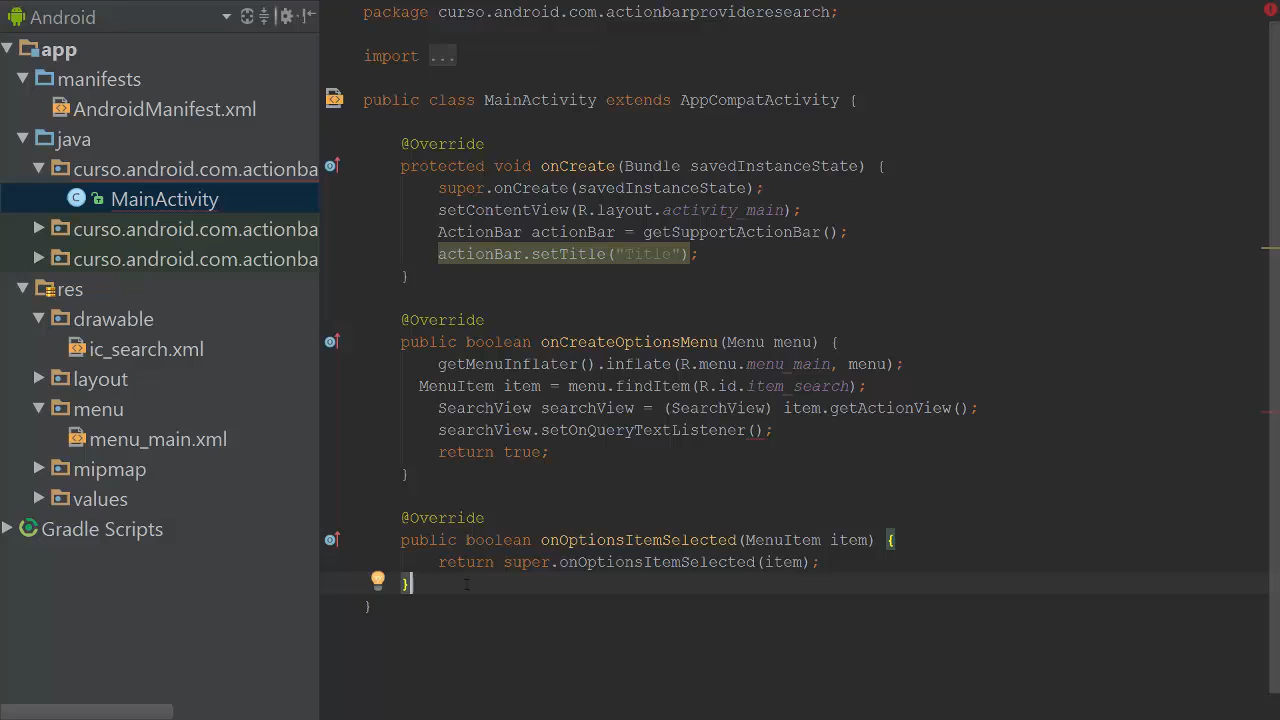 Android
app
manifests
AndroidManifest.xml
java
curso.android.com.actionba
MainActivity
curso.android.com.actionba
curso.android.com.actionba
res
drawable
ic_search.xml
layout
menu
menu_main.xml
mipmap
values
Gradle Scripts
package curso.android.com.actionbarprovideresearch;
import ...
public class MainActivity extends AppCompatActivity {
@Override
protected void onCreate(Bundle savedInstanceState) {
super.onCreate(savedInstanceState);
setContentView(R.layout.activity_main);
ActionBar actionBar = getSupportActionBar();
actionBar.setTitle("Title");
}
@Override
public boolean onCreateOptionsMenu(Menu menu) {
getMenuInflater().inflate(R.menu.menu_main, menu);
MenuItem item = menu.findItem(R.id.item_search);
SearchView searchView = (SearchView) item.getActionView();
searchView.setOnQueryTextListener();
return true;
}
@Override
public boolean onOptionsItemSelected(MenuItem item) {
return super.onOptionsItemSelected(item);
}
}